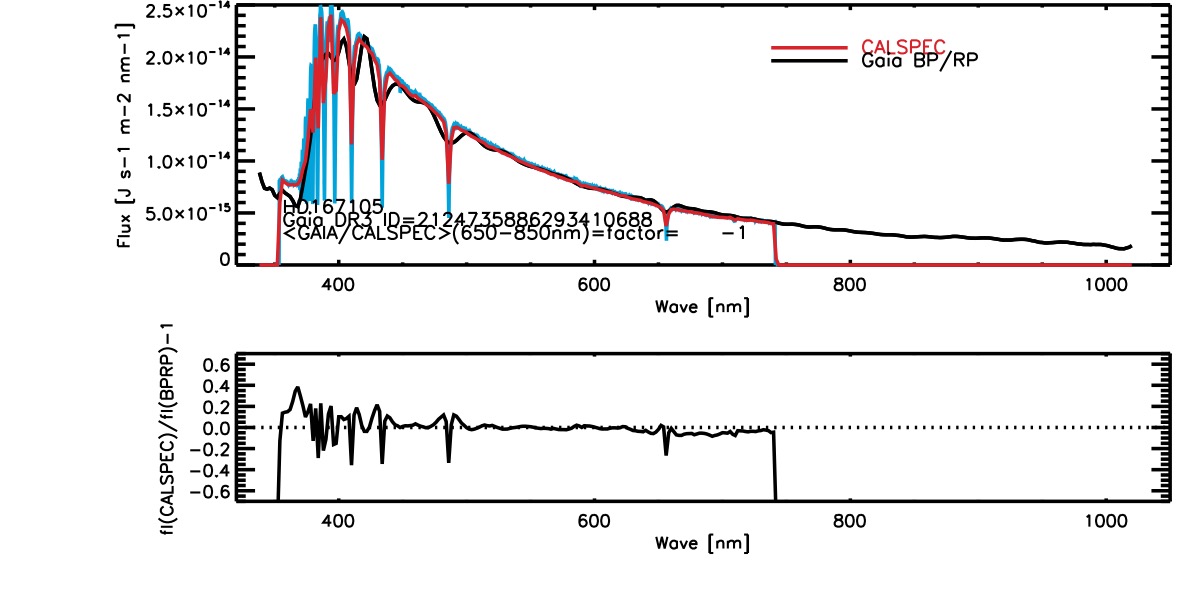 2.5×10−14
2.0×10−14
1.5×10−14
1.0×10−14
5.0×10−15
0
Flux [J s−1 m−2 nm−1]
CALSPEC
Gaia BP/RP
HD167105
Gaia DR3 ID=2124735886293410688
<GAIA/CALSPEC>(650−850nm)=factor= −1
400 600 800 1000
Wave [nm]
0.6
0.4
0.2
0.0
−0.2
−0.4
−0.6
fl(CALSPEC)/fl(BPRP)−1
400 600 800 1000
Wave [nm]